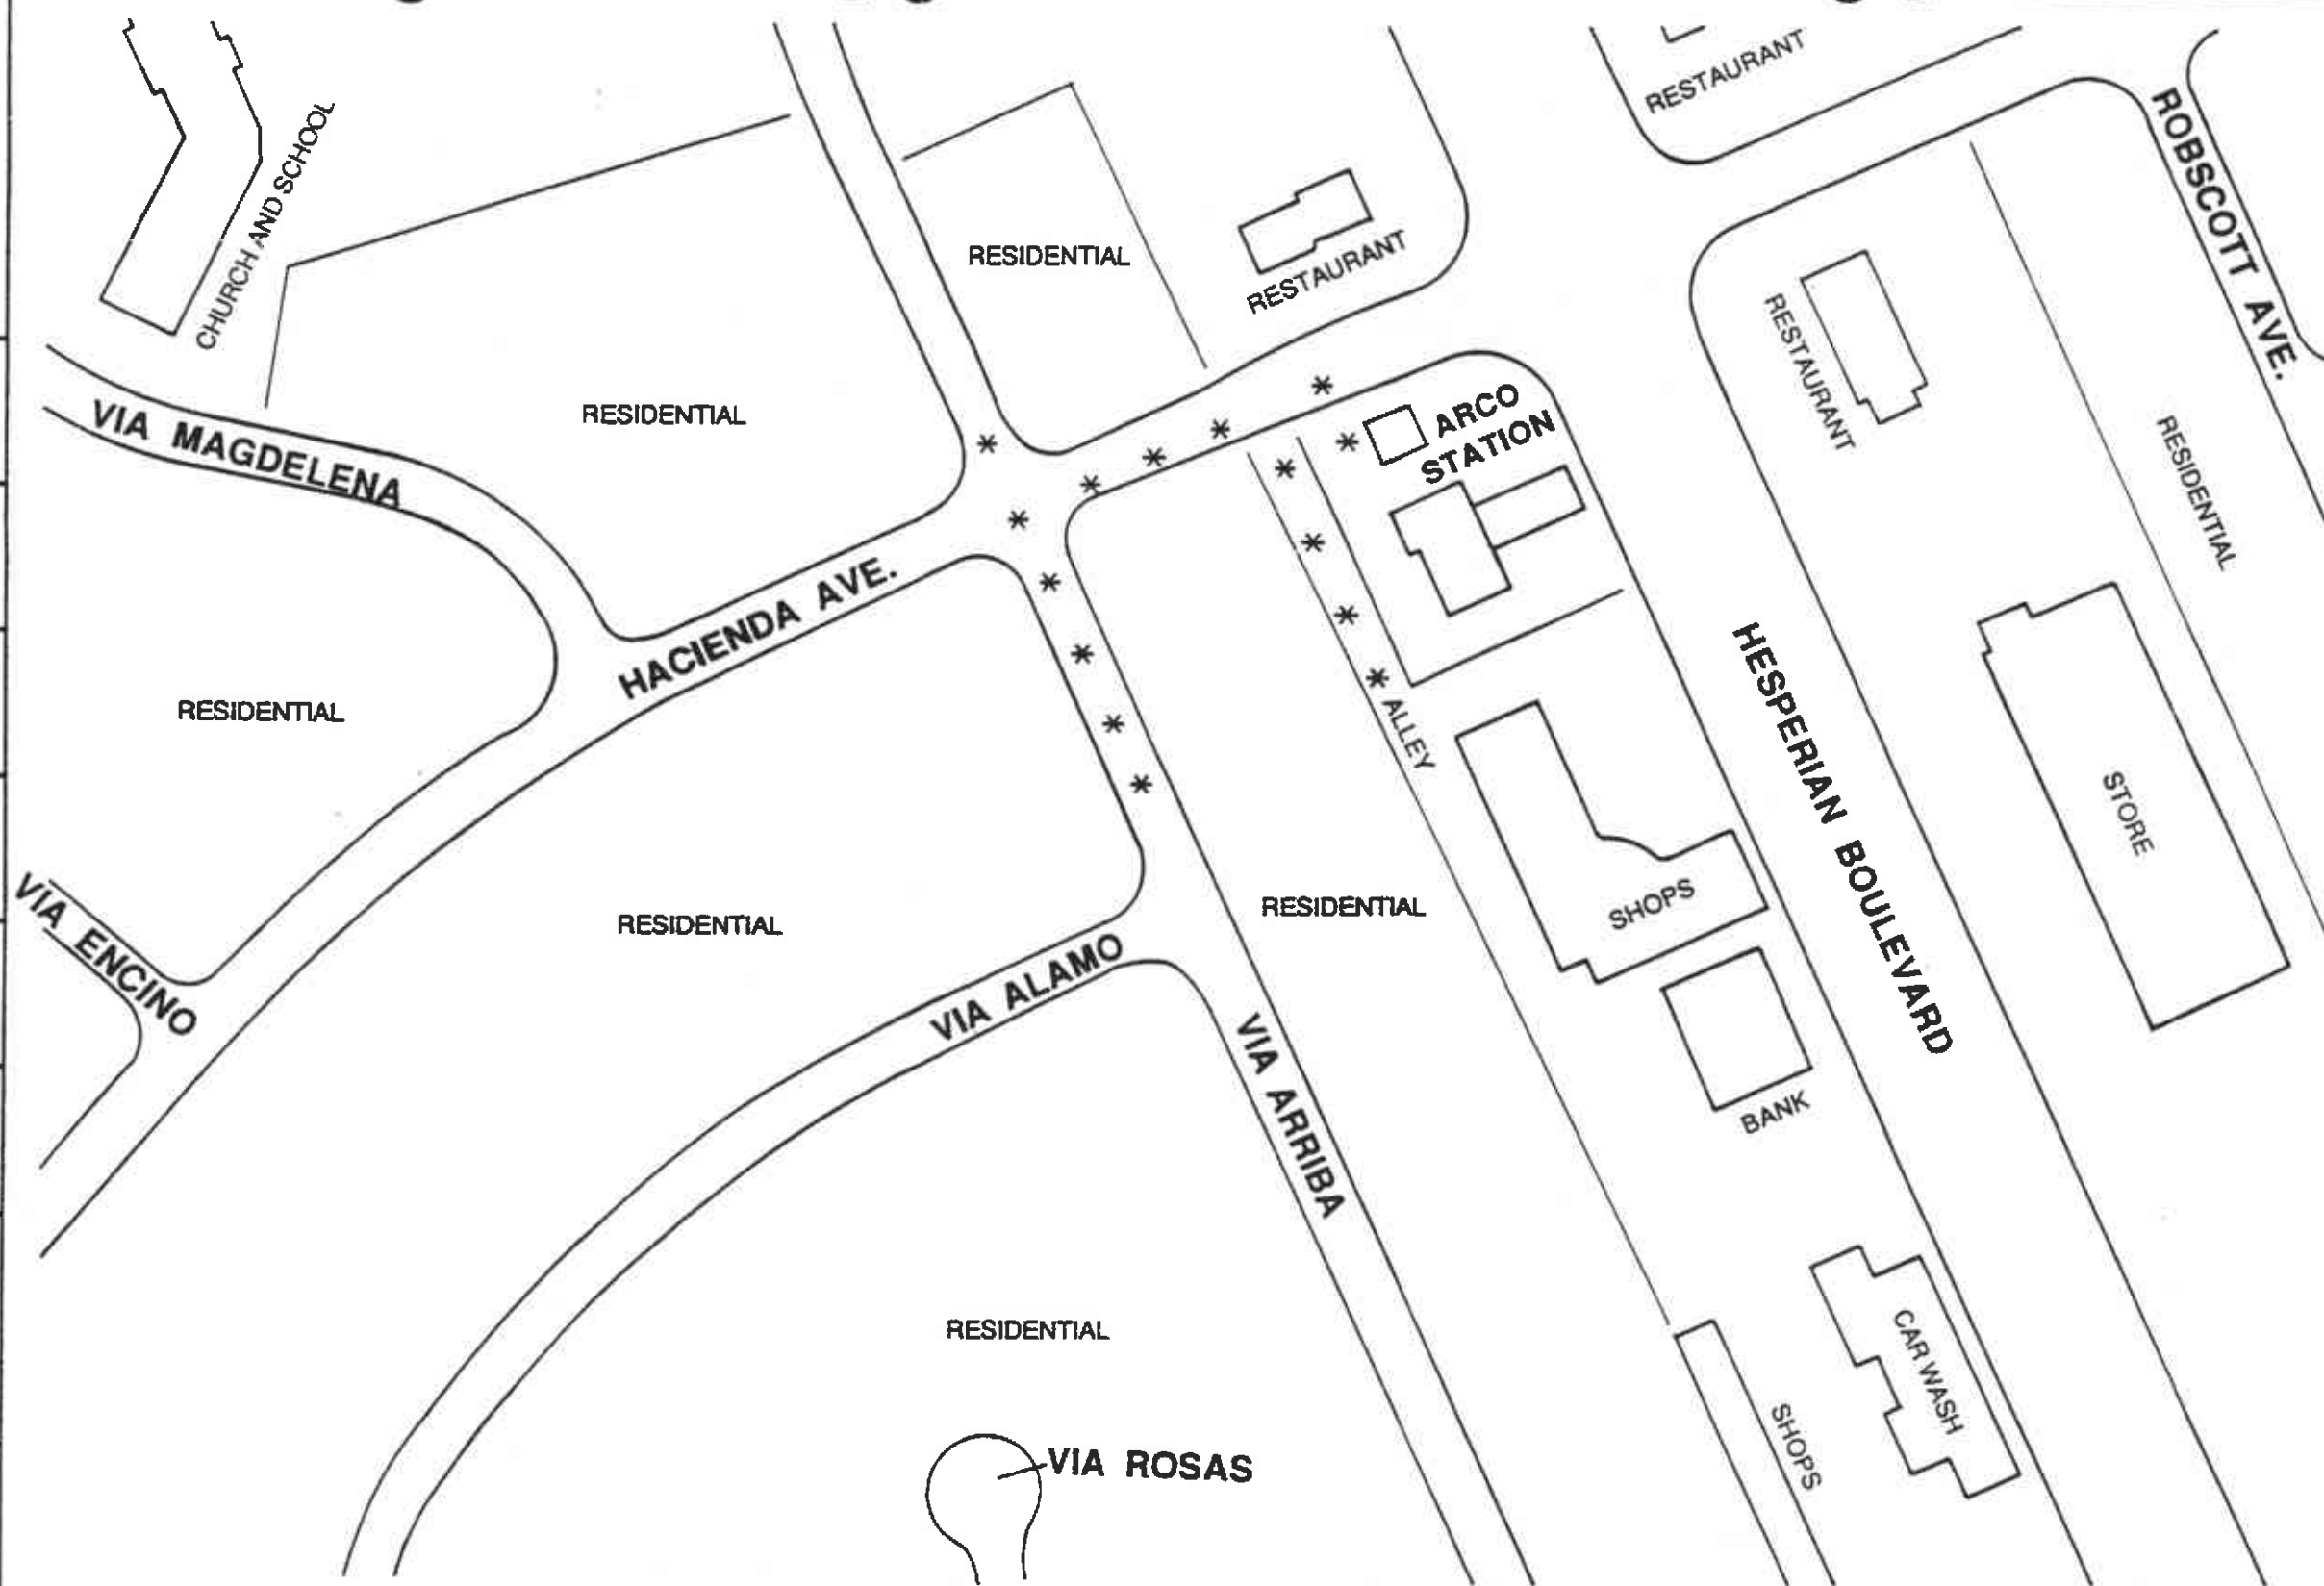 RESTAURANT
ROBSCOTT AVE.
CHURCH AND SCHOOL
RESIDENTIAL
RESTAURANT
RESTAURANT
VIA MAGDELENA
RESIDENTIAL
ARCO
STATION
RESIDENTIAL
HACIENDA AVE.
RESIDENTIAL
ALLEY
HESPERIAN BOULEVARD
STORE
VIA ENCINO
RESIDENTIAL
RESIDENTIAL
SHOPS
VIA ALAMO
VIA ARRIBA
BANK
RESIDENTIAL
CAR WASH
SHOPS
VIA ROSAS